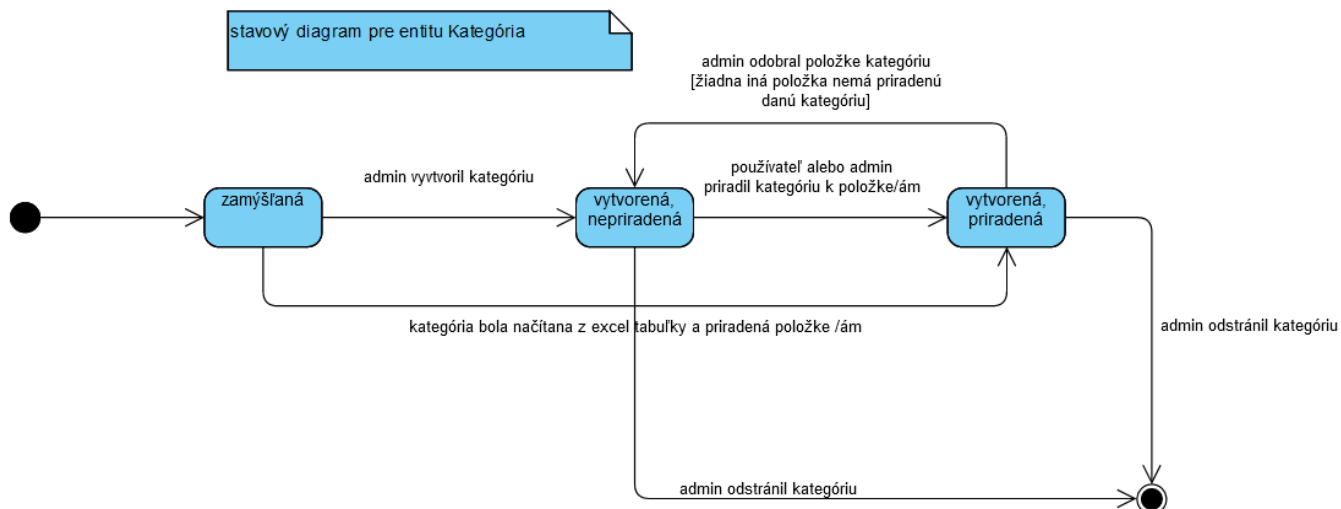 stavový diagram pre entitu Kategória
admin odobral položke kategóriu
[žiadna iná položka nemá priradenú
danú kategóriu]
zamýšľaná
admin vyvtvoril kategóriu
vytvorená,
nepriradená
používateľ alebo admin
priradil kategóriu k položke/ám
vytvorená,
priradená
kategória bola načítana z excel tabuľky a priradená položke /ám
admin odstránil kategóriu
admin odstránil kategóriu